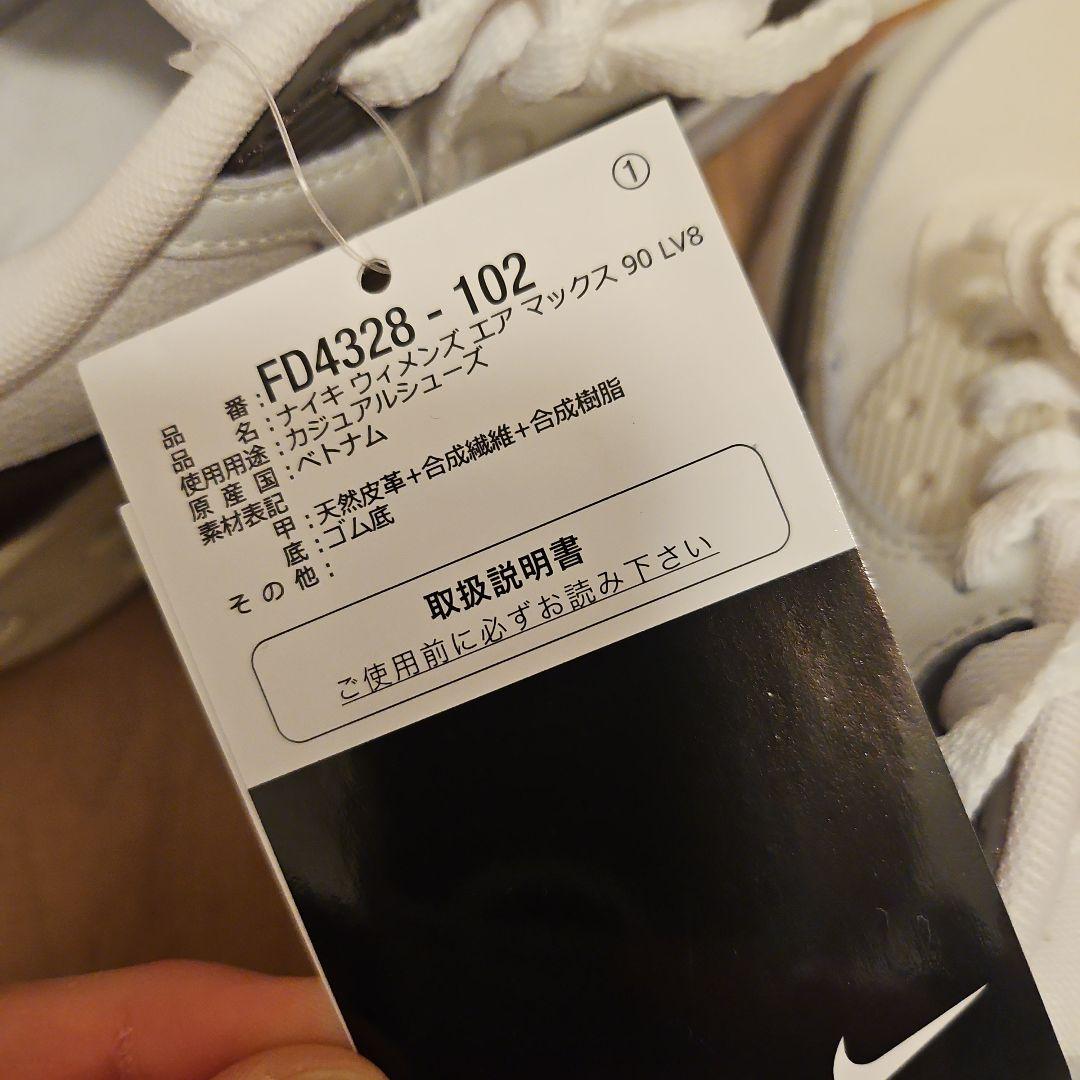 ①
品番：FD4328-102
品名：ナイキ ウィメンズ エア マックス 90 LV8
使用用途：カジュアルシューズ
原産国：ベトナム
素材表記
甲：天然皮革+合成繊維+合成樹脂
底：ゴム底
その他：
取扱説明書
ご使用前に必ずお読み下さい